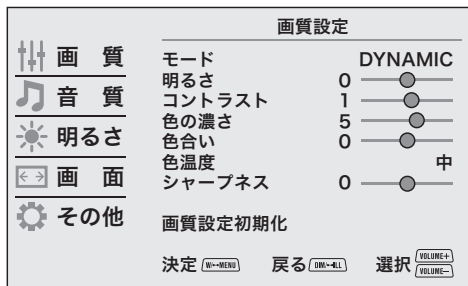 画質
音質
明るさ
画面
その他
画質設定
モード DYNAMIC
明るさ 0
コントラスト 1
色の濃さ 5
色合い 0
色温度 中
シャープネス 0
画質設定初期化
決定 戻る 選択 VOLUME+
VOLUME−